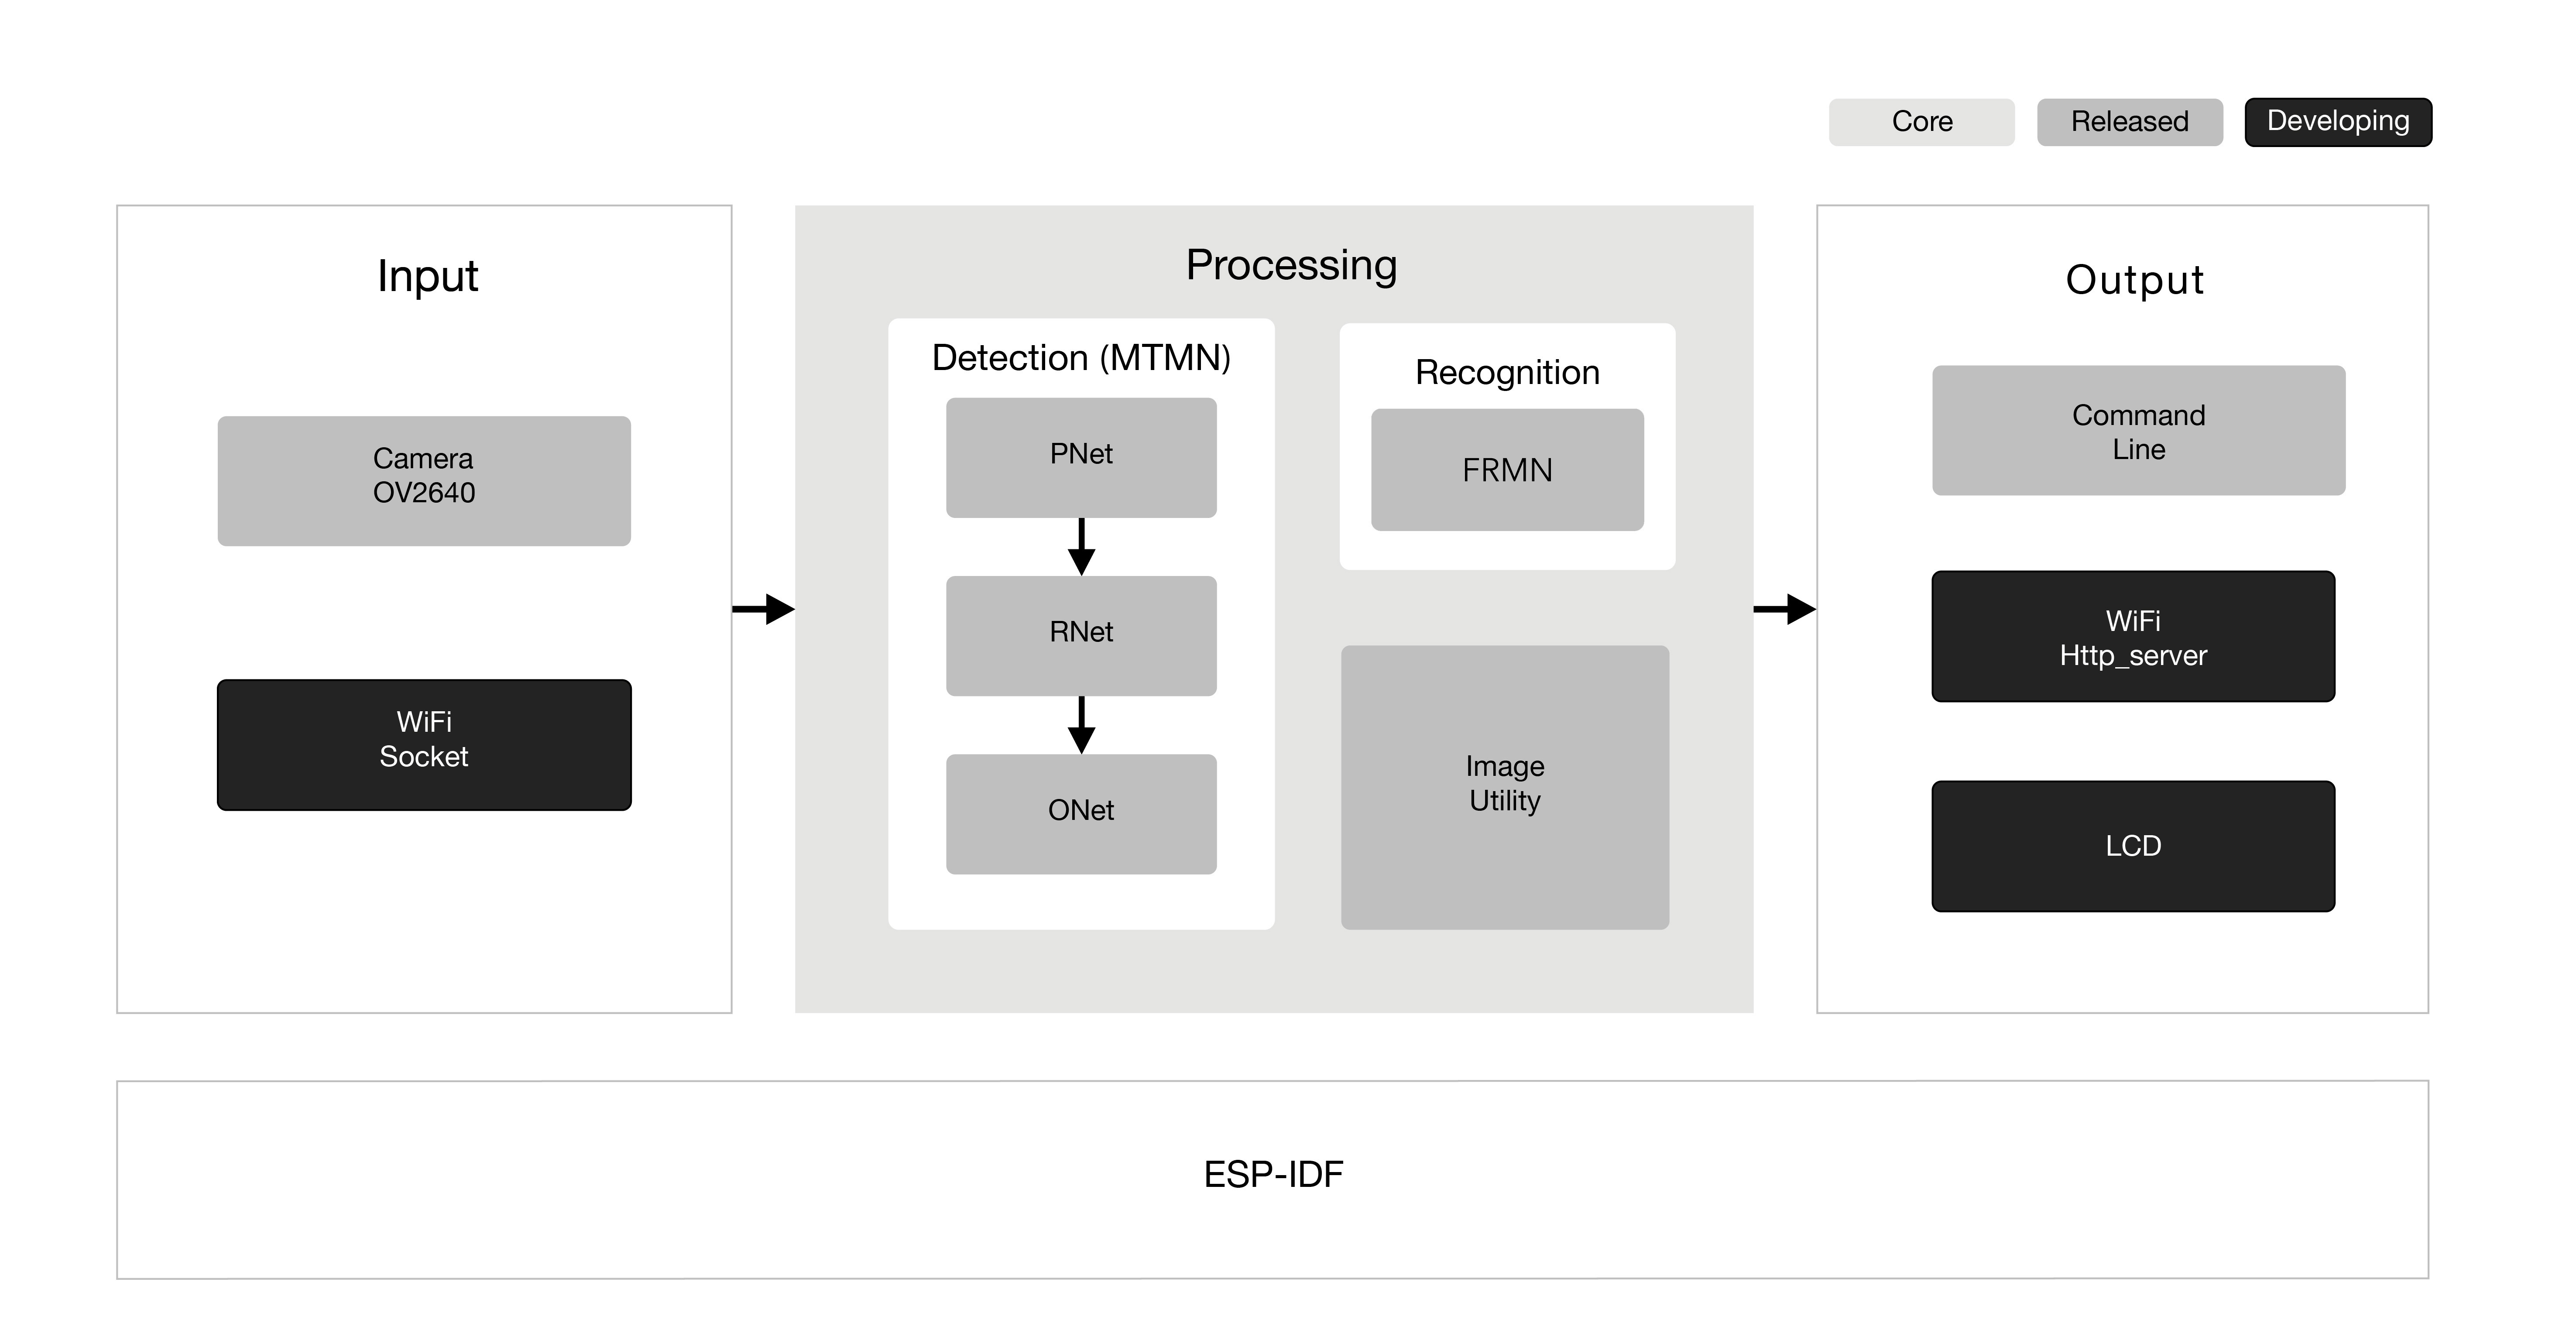 Core
Released
Developing
Input
Camera
OV2640
WiFi
Socket
Processing
Detection (MTMN)
PNet
RNet
ONet
Recognition
FRMN
Image
Utility
Output
Command
Line
WiFi
Http_server
LCD
ESP-IDF